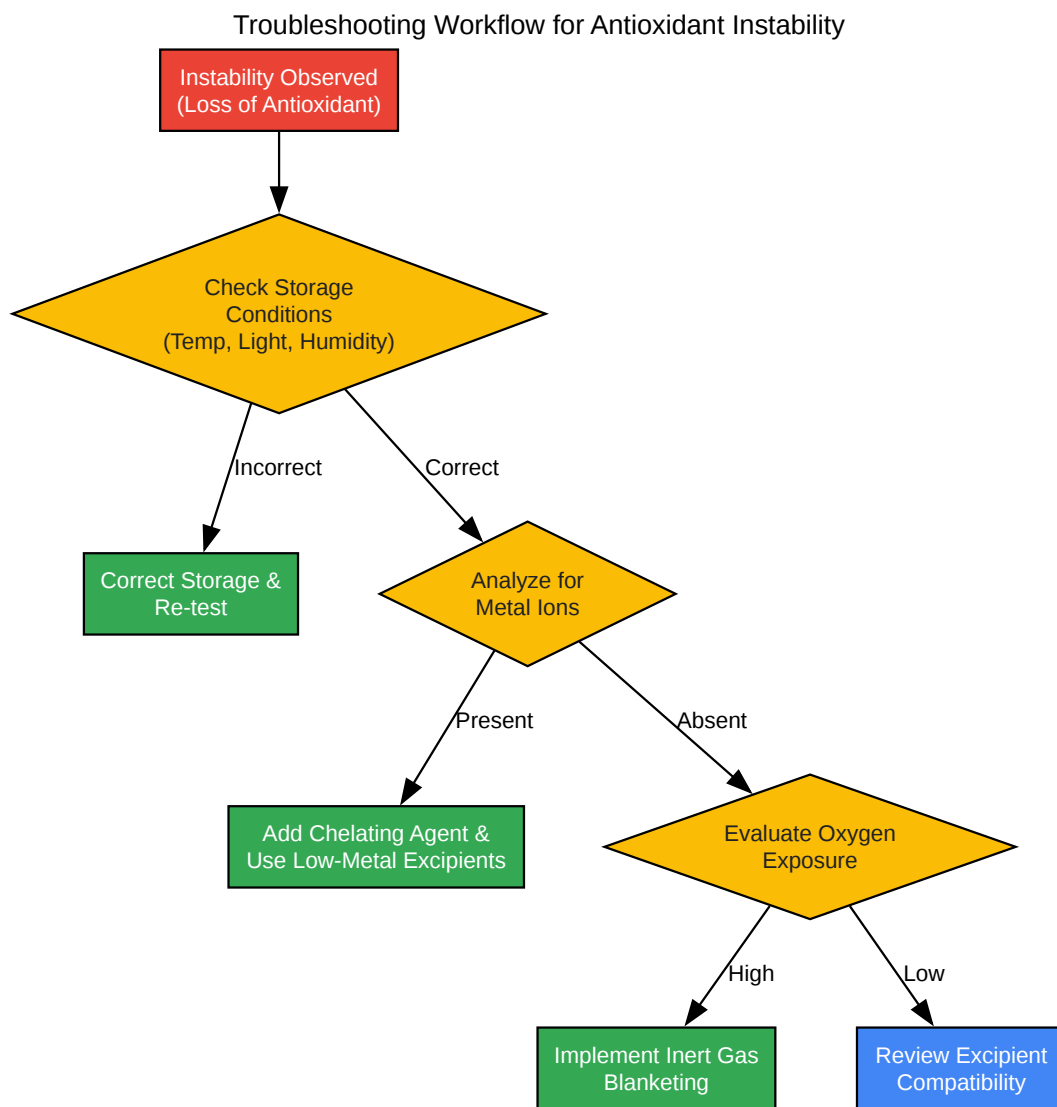 Troubleshooting Workflow for Antioxidant Instability
Instability Observed
(Loss of Antioxidant)
Check Storage
Conditions
(Temp, Light, Humidity)
Incorrect
Correct
Correct Storage &
Re-test
Analyze for
Metal Ions
Present
Absent
Add Chelating Agent &
Use Low-Metal Excipients
Evaluate Oxygen
Exposure
High
Low
Implement Inert Gas
Blanketing
Review Excipient
Compatibility